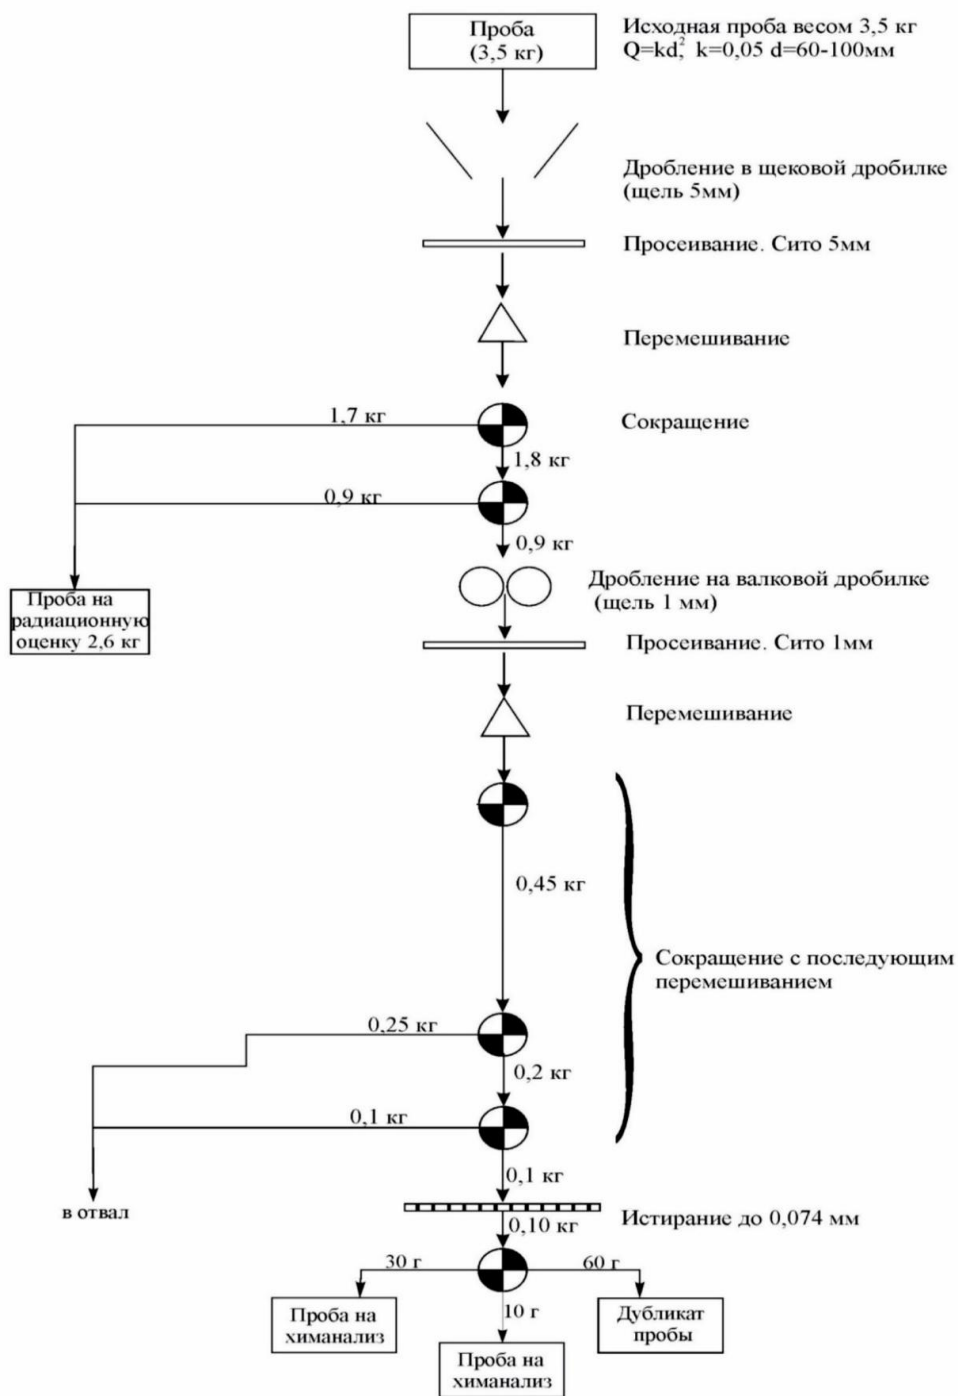 Проба
(3,5 кг)
Исходная проба весом 3,5 кг
Q=kd², k=0,05 d=60-100мм
Дробление в щековой дробилке
(щель 5мм)
Просеивание. Сито 5мм
Перемешивание
1,7 кг
Сокращение
1,8 кг
0,9 кг
0,9 кг
Дробление на валковой дробилке
(щель 1 мм)
Проба на
радиационную
оценку 2,6 кг
Просеивание. Сито 1мм
Перемешивание
0,45 кг
Сокращение с последующим
перемешиванием
0,25 кг
0,2 кг
0,1 кг
0,1 кг
в отвал
Истирание до 0,074 мм
0,10 кг
30 г
60 г
10 г
Проба на
химанализ
Дубликат
пробы
Проба на
химанализ